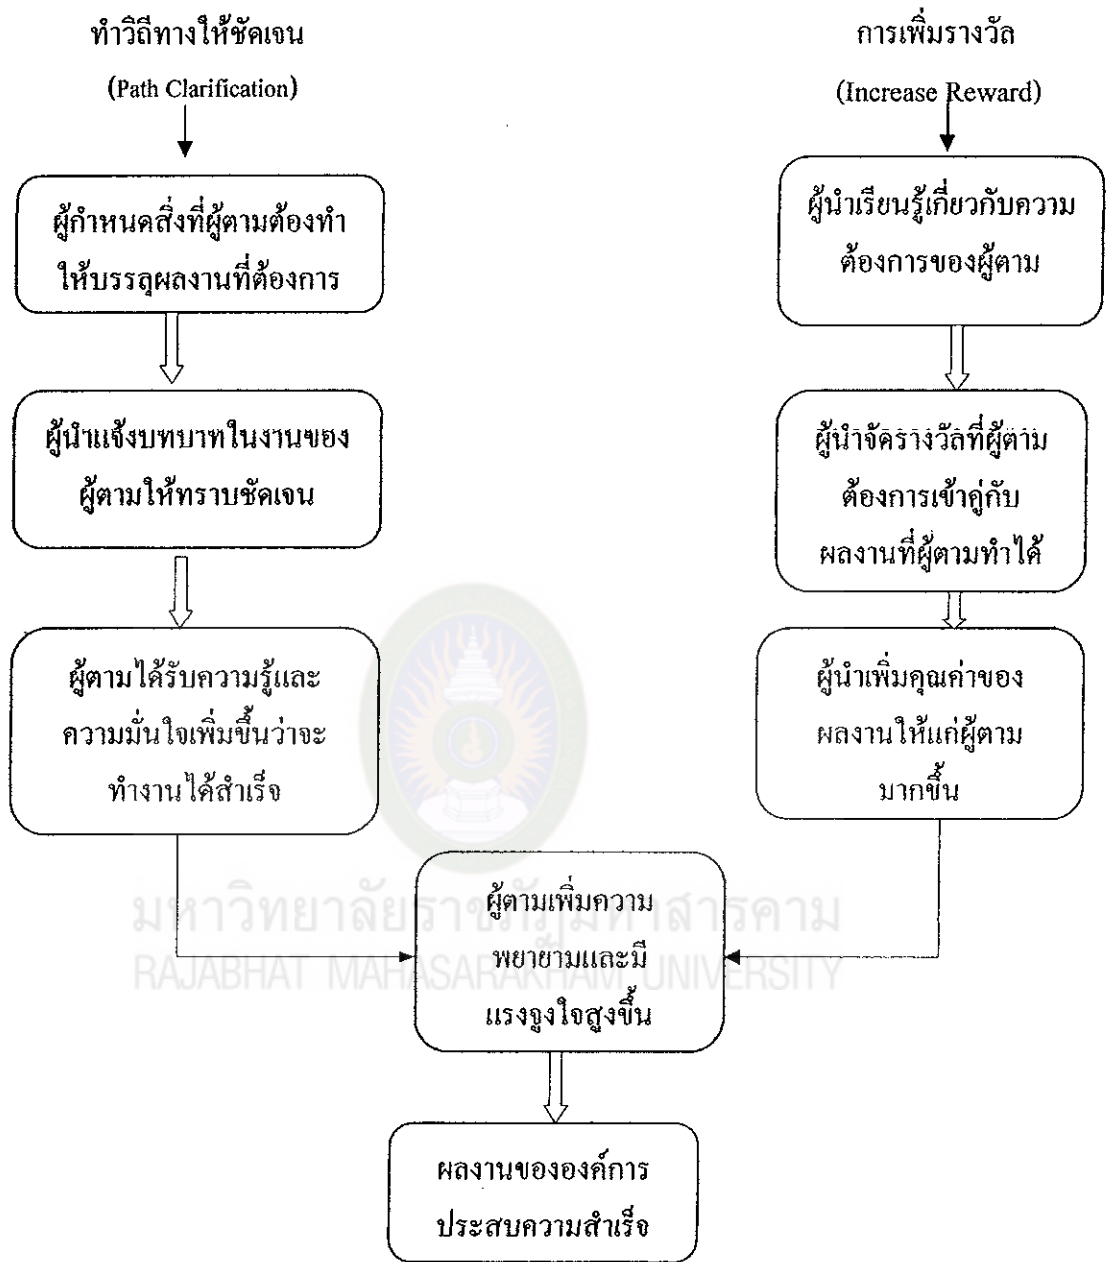 ทำวิถีทางให้ชัดเจน
(Path Clarification)
ผู้กำหนดสิ่งที่ผู้ตามต้องทำ
ให้บรรลุผลงานที่ต้องการ
ผู้นำแจ้งบทบาทในงานของ
ผู้ตามให้ทราบชัดเจน
ผู้ตามได้รับความรู้และ
ความมั่นใจเพิ่มขึ้นว่าจะ
ทำงานได้สำเร็จ
การเพิ่มรางวัล
(Increase Reward)
ผู้นำเรียนรู้เกี่ยวกับความ
ต้องการของผู้ตาม
ผู้นำจัดรางวัลที่ผู้ตาม
ต้องการเข้าคู่กับ
ผลงานที่ผู้ตามทำได้
ผู้นำเพิ่มคุณค่าของ
ผลงานให้แก่ผู้ตาม
มากขึ้น
ผู้ตามเพิ่มความ
พยายามและมี
แรงจูงใจสูงขึ้น
ผลงานขององค์การ
ประสบความสำเร็จ
มหาวิทยาลัยราชภัฏมหาสารคาม
RAJABHAT MAHASARAKHAM UNIVERSITY